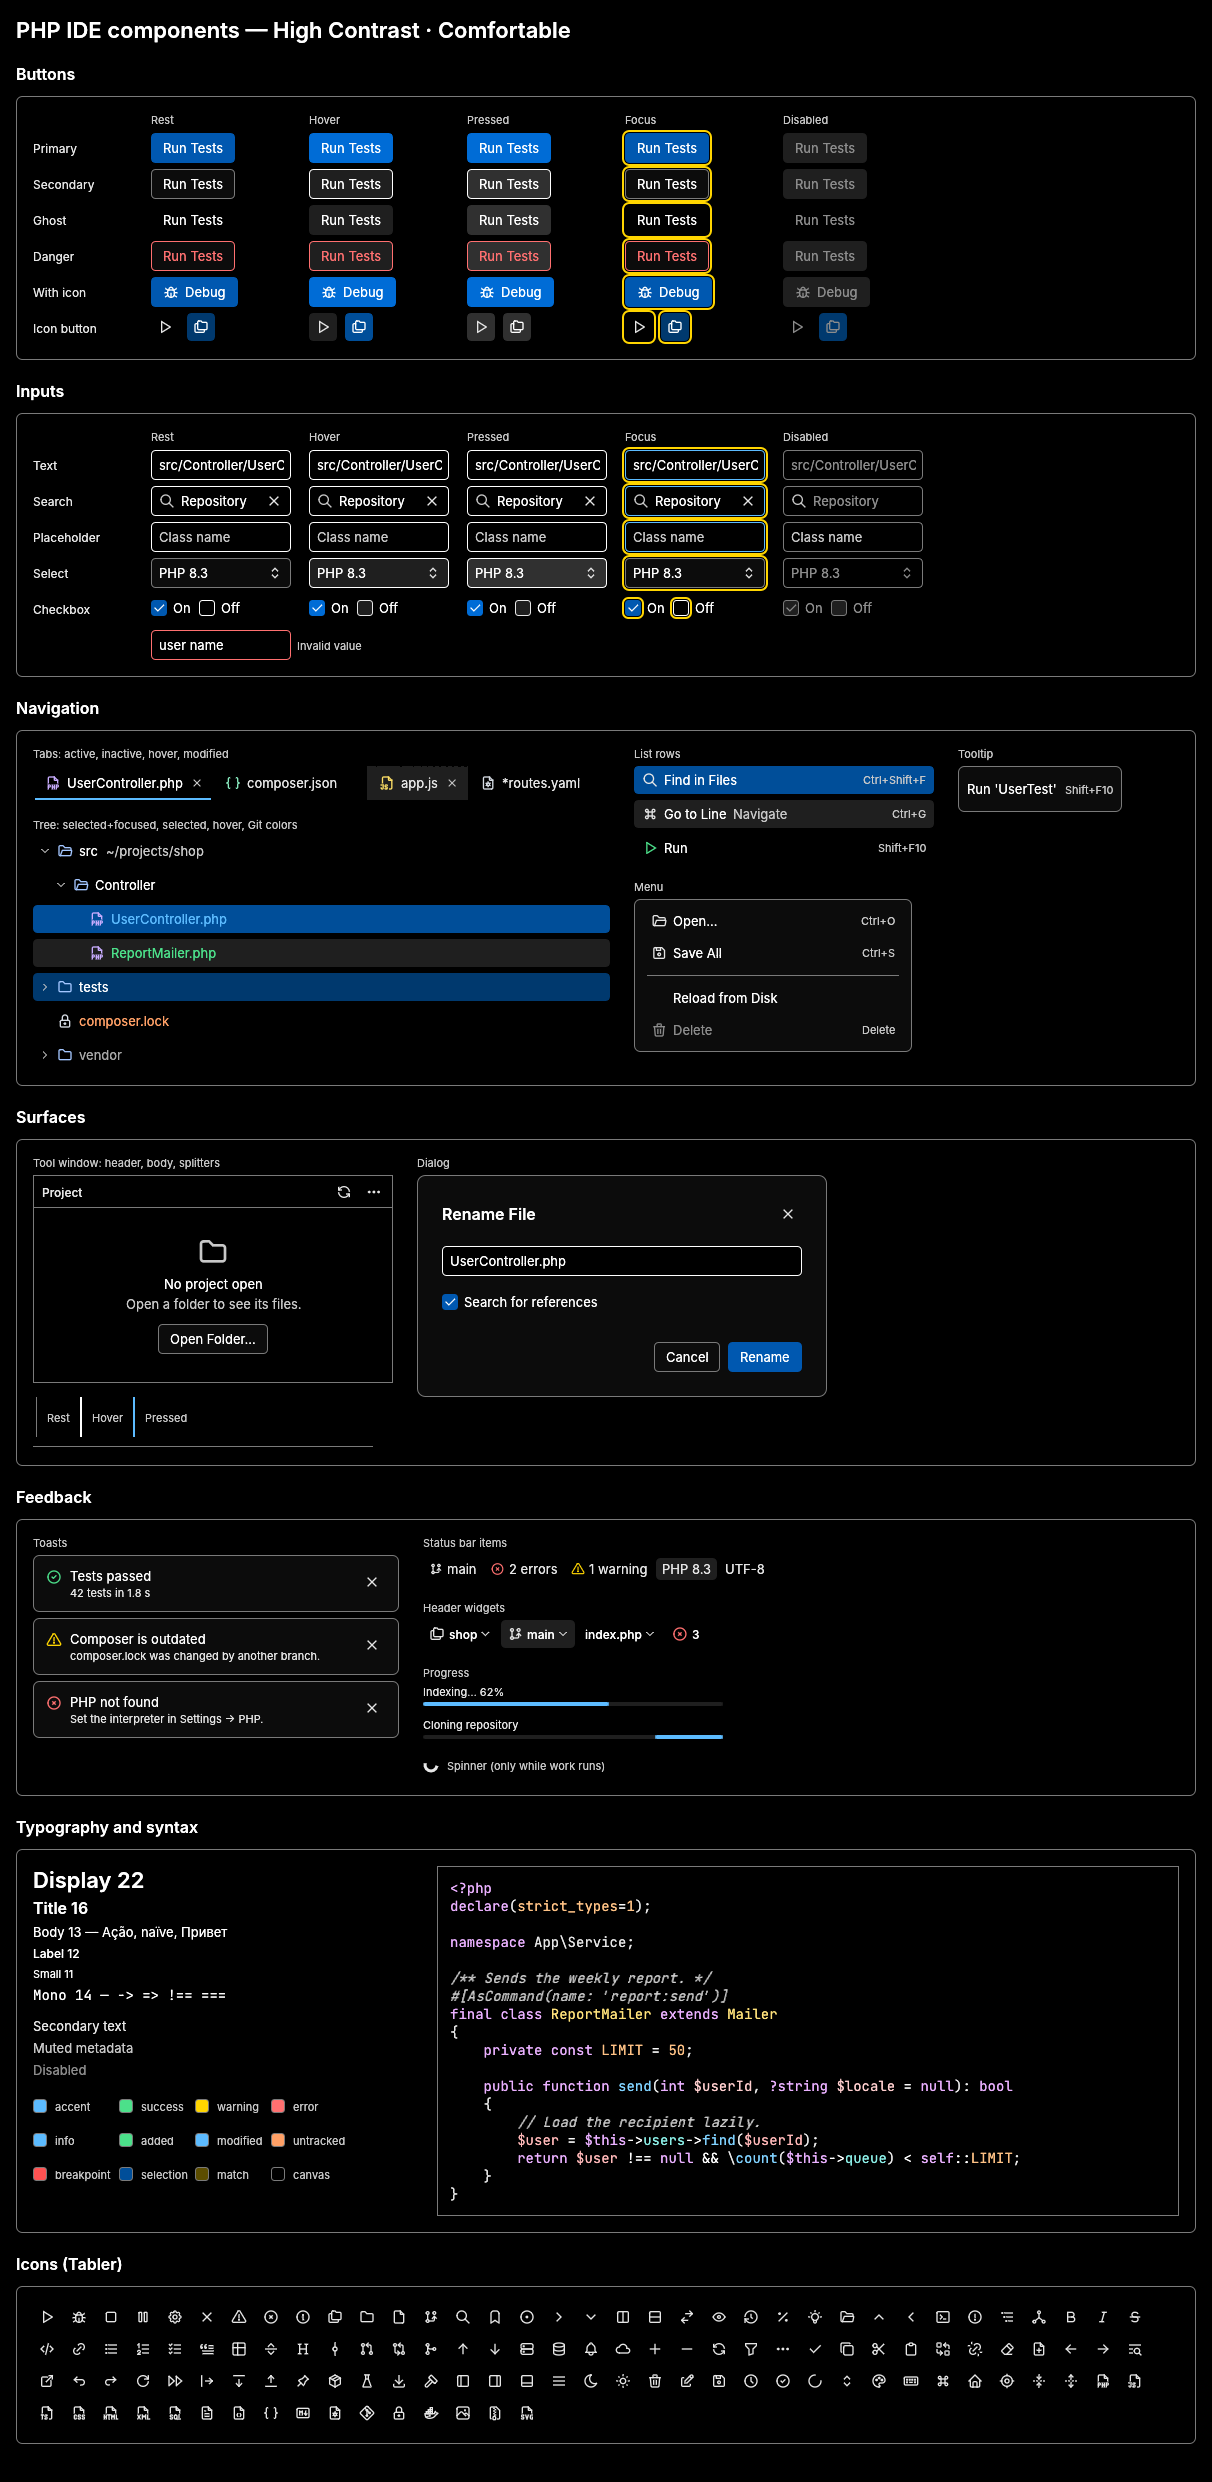 PHP IDE components — High Contrast · Comfortable
Buttons
Rest Hover Pressed Focus Disabled
Primary Run Tests Run Tests Run Tests Run Tests Run Tests
Secondary Run Tests Run Tests Run Tests Run Tests Run Tests
Ghost Run Tests Run Tests Run Tests Run Tests Run Tests
Danger Run Tests Run Tests Run Tests Run Tests Run Tests
With icon Debug Debug Debug Debug Debug
Icon button
Inputs
Rest Hover Pressed Focus Disabled
Text src/Controller/UserC src/Controller/UserC src/Controller/UserC src/Controller/UserC src/Controller/UserC
Search Repository Repository Repository Repository Repository
Placeholder Class name Class name Class name Class name Class name
Select PHP 8.3 PHP 8.3 PHP 8.3 PHP 8.3 PHP 8.3
Checkbox On Off On Off On Off On Off On Off
user name Invalid value
Navigation
Tabs: active, inactive, hover, modified
UserController.php composer.json app.js *routes.yaml
Tree: selected+focused, selected, hover, Git colors
src ~/projects/shop
Controller
UserController.php
ReportMailer.php
tests
composer.lock
vendor
List rows
Find in Files Ctrl+Shift+F
Go to Line Navigate Ctrl+G
Run Shift+F10
Menu
Open... Ctrl+O
Save All Ctrl+S
Reload from Disk
Delete Delete
Tooltip
Run 'UserTest' Shift+F10
Surfaces
Tool window: header, body, splitters
Project
No project open
Open a folder to see its files.
Open Folder...
Rest Hover Pressed
Dialog
Rename File
UserController.php
Search for references
Cancel Rename
Feedback
Toasts
Tests passed
42 tests in 1.8 s
Composer is outdated
composer.lock was changed by another branch.
PHP not found
Set the interpreter in Settings → PHP.
Status bar items
main 2 errors 1 warning PHP 8.3 UTF-8
Header widgets
shop main index.php 3
Progress
Indexing... 62%
Cloning repository
Spinner (only while work runs)
Typography and syntax
Display 22
Title 16
Body 13 — Ação, naïve, Привет
Label 12
Small 11
Mono 14 — -> => !== ===
Secondary text
Muted metadata
Disabled
accent success warning error
info added modified untracked
breakpoint selection match canvas
<?php
declare(strict_types=1);
namespace App\Service;
/** Sends the weekly report. */
#[AsCommand(name: 'report:send')]
final class ReportMailer extends Mailer
{
private const LIMIT = 50;
public function send(int $userId, ?string $locale = null): bool
{
// Load the recipient lazily.
$user = $this->users->find($userId);
return $user !== null && \count($this->queue) < self::LIMIT;
}
}
Icons (Tabler)